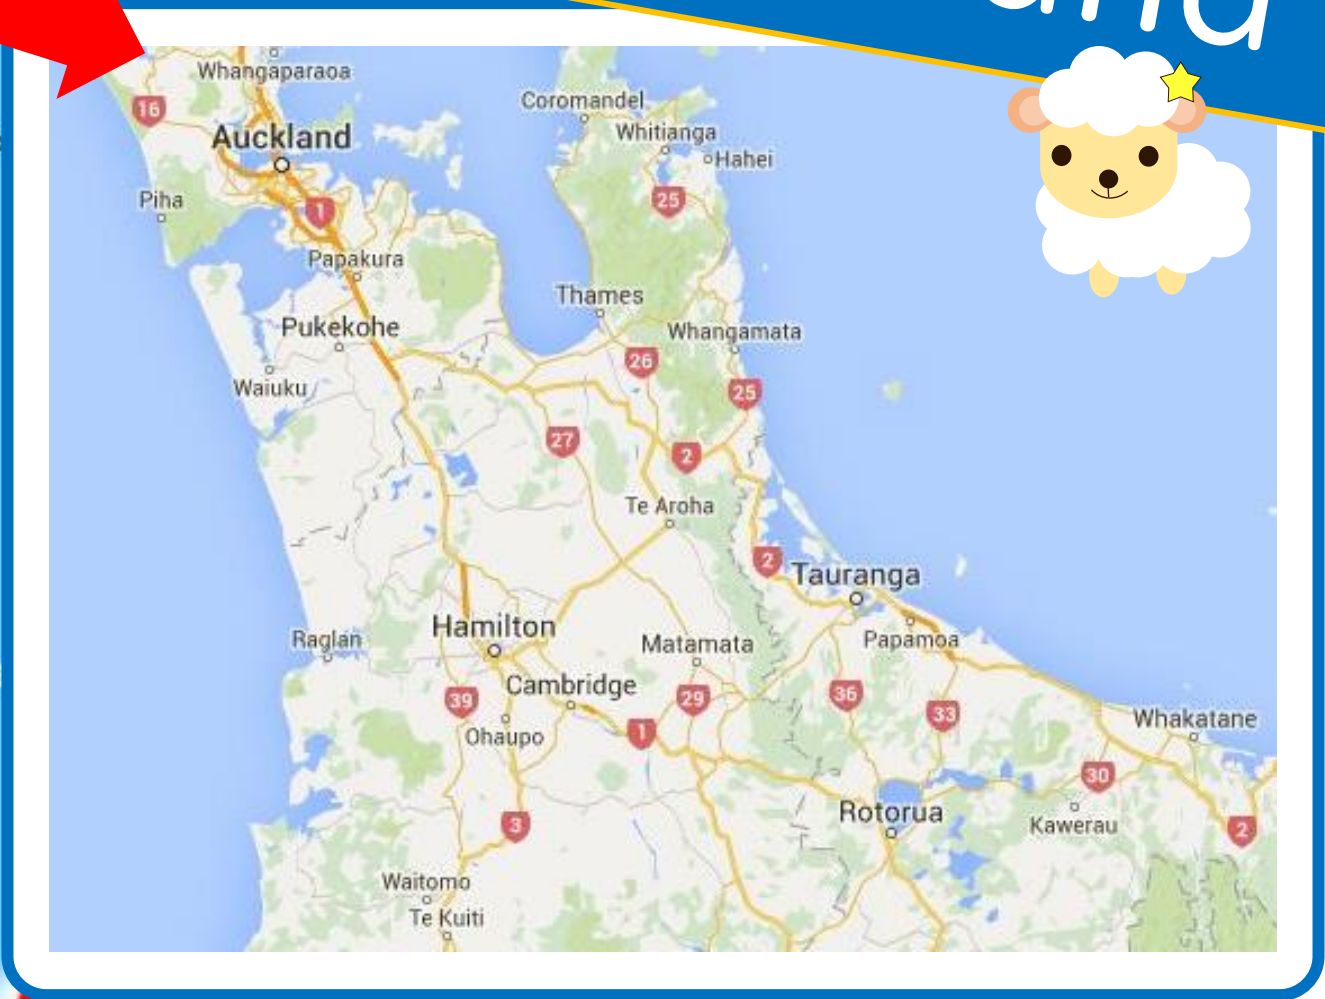 Whangaparaoa
Coromandel
16
Whitianga
Auckland
Hahei
Piha
25
1
Papakura
Thames
Pukekohe
Whangamata
26
Waiuku
25
27
2
Te Aroha
2
Tauranga
Hamilton
Raglan
Matamata
Papamoa
Cambridge
39
29
36
33
Ohaupo
1
Whakatane
30
Rotorua
Kawerau
3
2
Waitomo
Te Kuiti